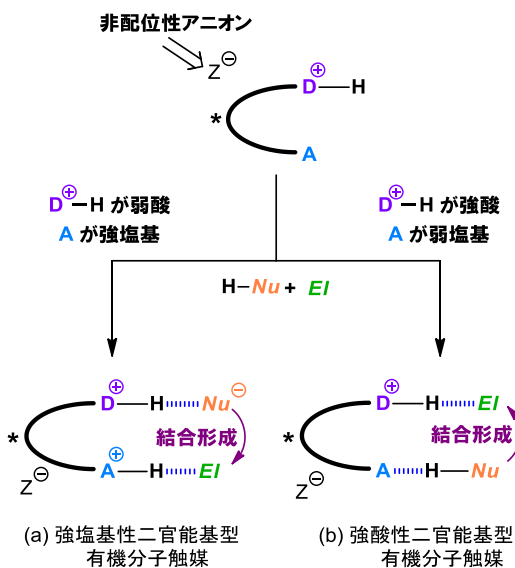 非配位性アニオン
Z⊖
D⊕—H
*
A
D⊕—H が弱酸
A が強塩基
D⊕—H が強酸
A が弱塩基
H–Nu + El
D⊕—H Nu⊖
* 結合形成
Z⊖ A⊕—H El
(a) 強塩基性二官能基型
有機分子触媒
D⊕—H El
* 結合形成
Z⊖ A H—Nu
(b) 強酸性二官能基型
有機分子触媒